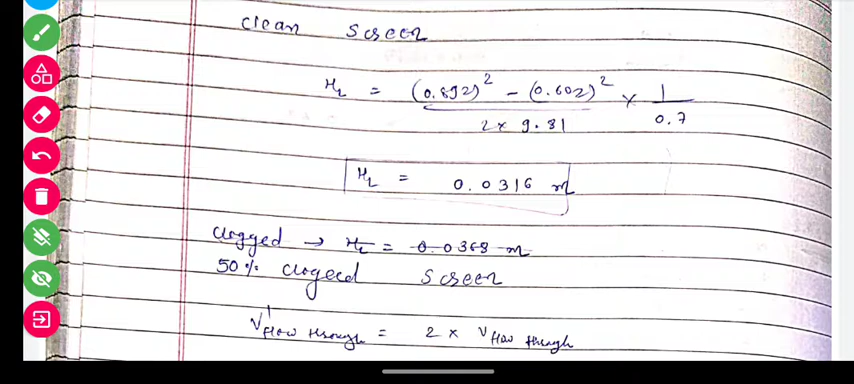 clean screen
H_L = (0.892)² - (0.602)² / 2 × 9.81 × 1 / 0.7
H_L = 0.0316 m
clogged → H_L = 0.0368 m
50% clogged screen
V'flow through = 2 × V flow through